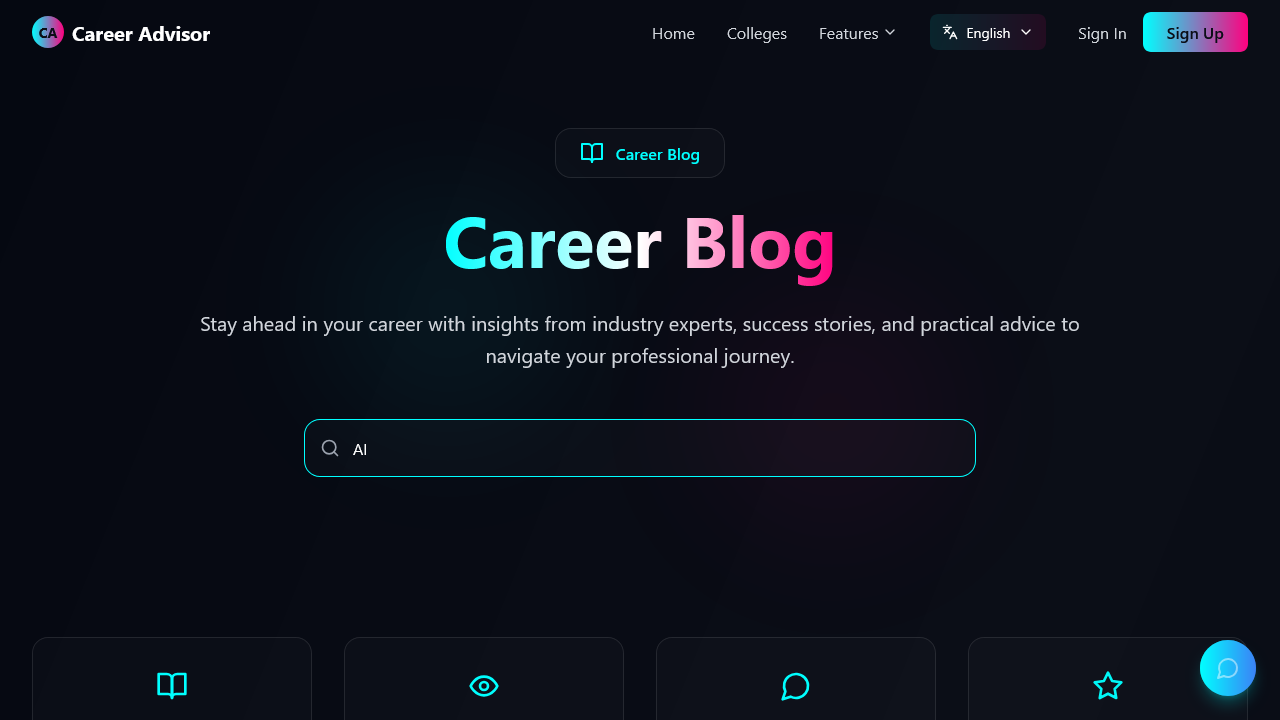 CA Career Advisor
Home
Colleges
Features
English
Sign In
Sign Up
Career Blog
Career Blog
Stay ahead in your career with insights from industry experts, success stories, and practical advice to
navigate your professional journey.
AI